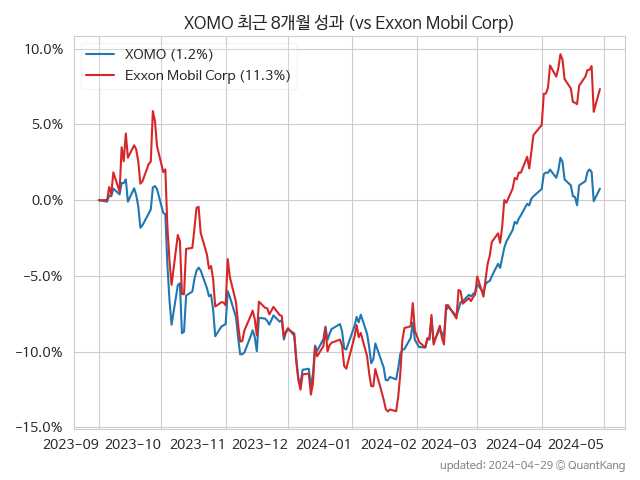 XOMO 최근 8개월 성과 (vs Exxon Mobil Corp)
XOMO (1.2%)
Exxon Mobil Corp (11.3%)
10.0%
5.0%
0.0%
−5.0%
−10.0%
−15.0%
2023-09 2023-10 2023-11 2023-12 2024-01 2024-02 2024-03 2024-04 2024-05
updated: 2024-04-29 © QuantKang